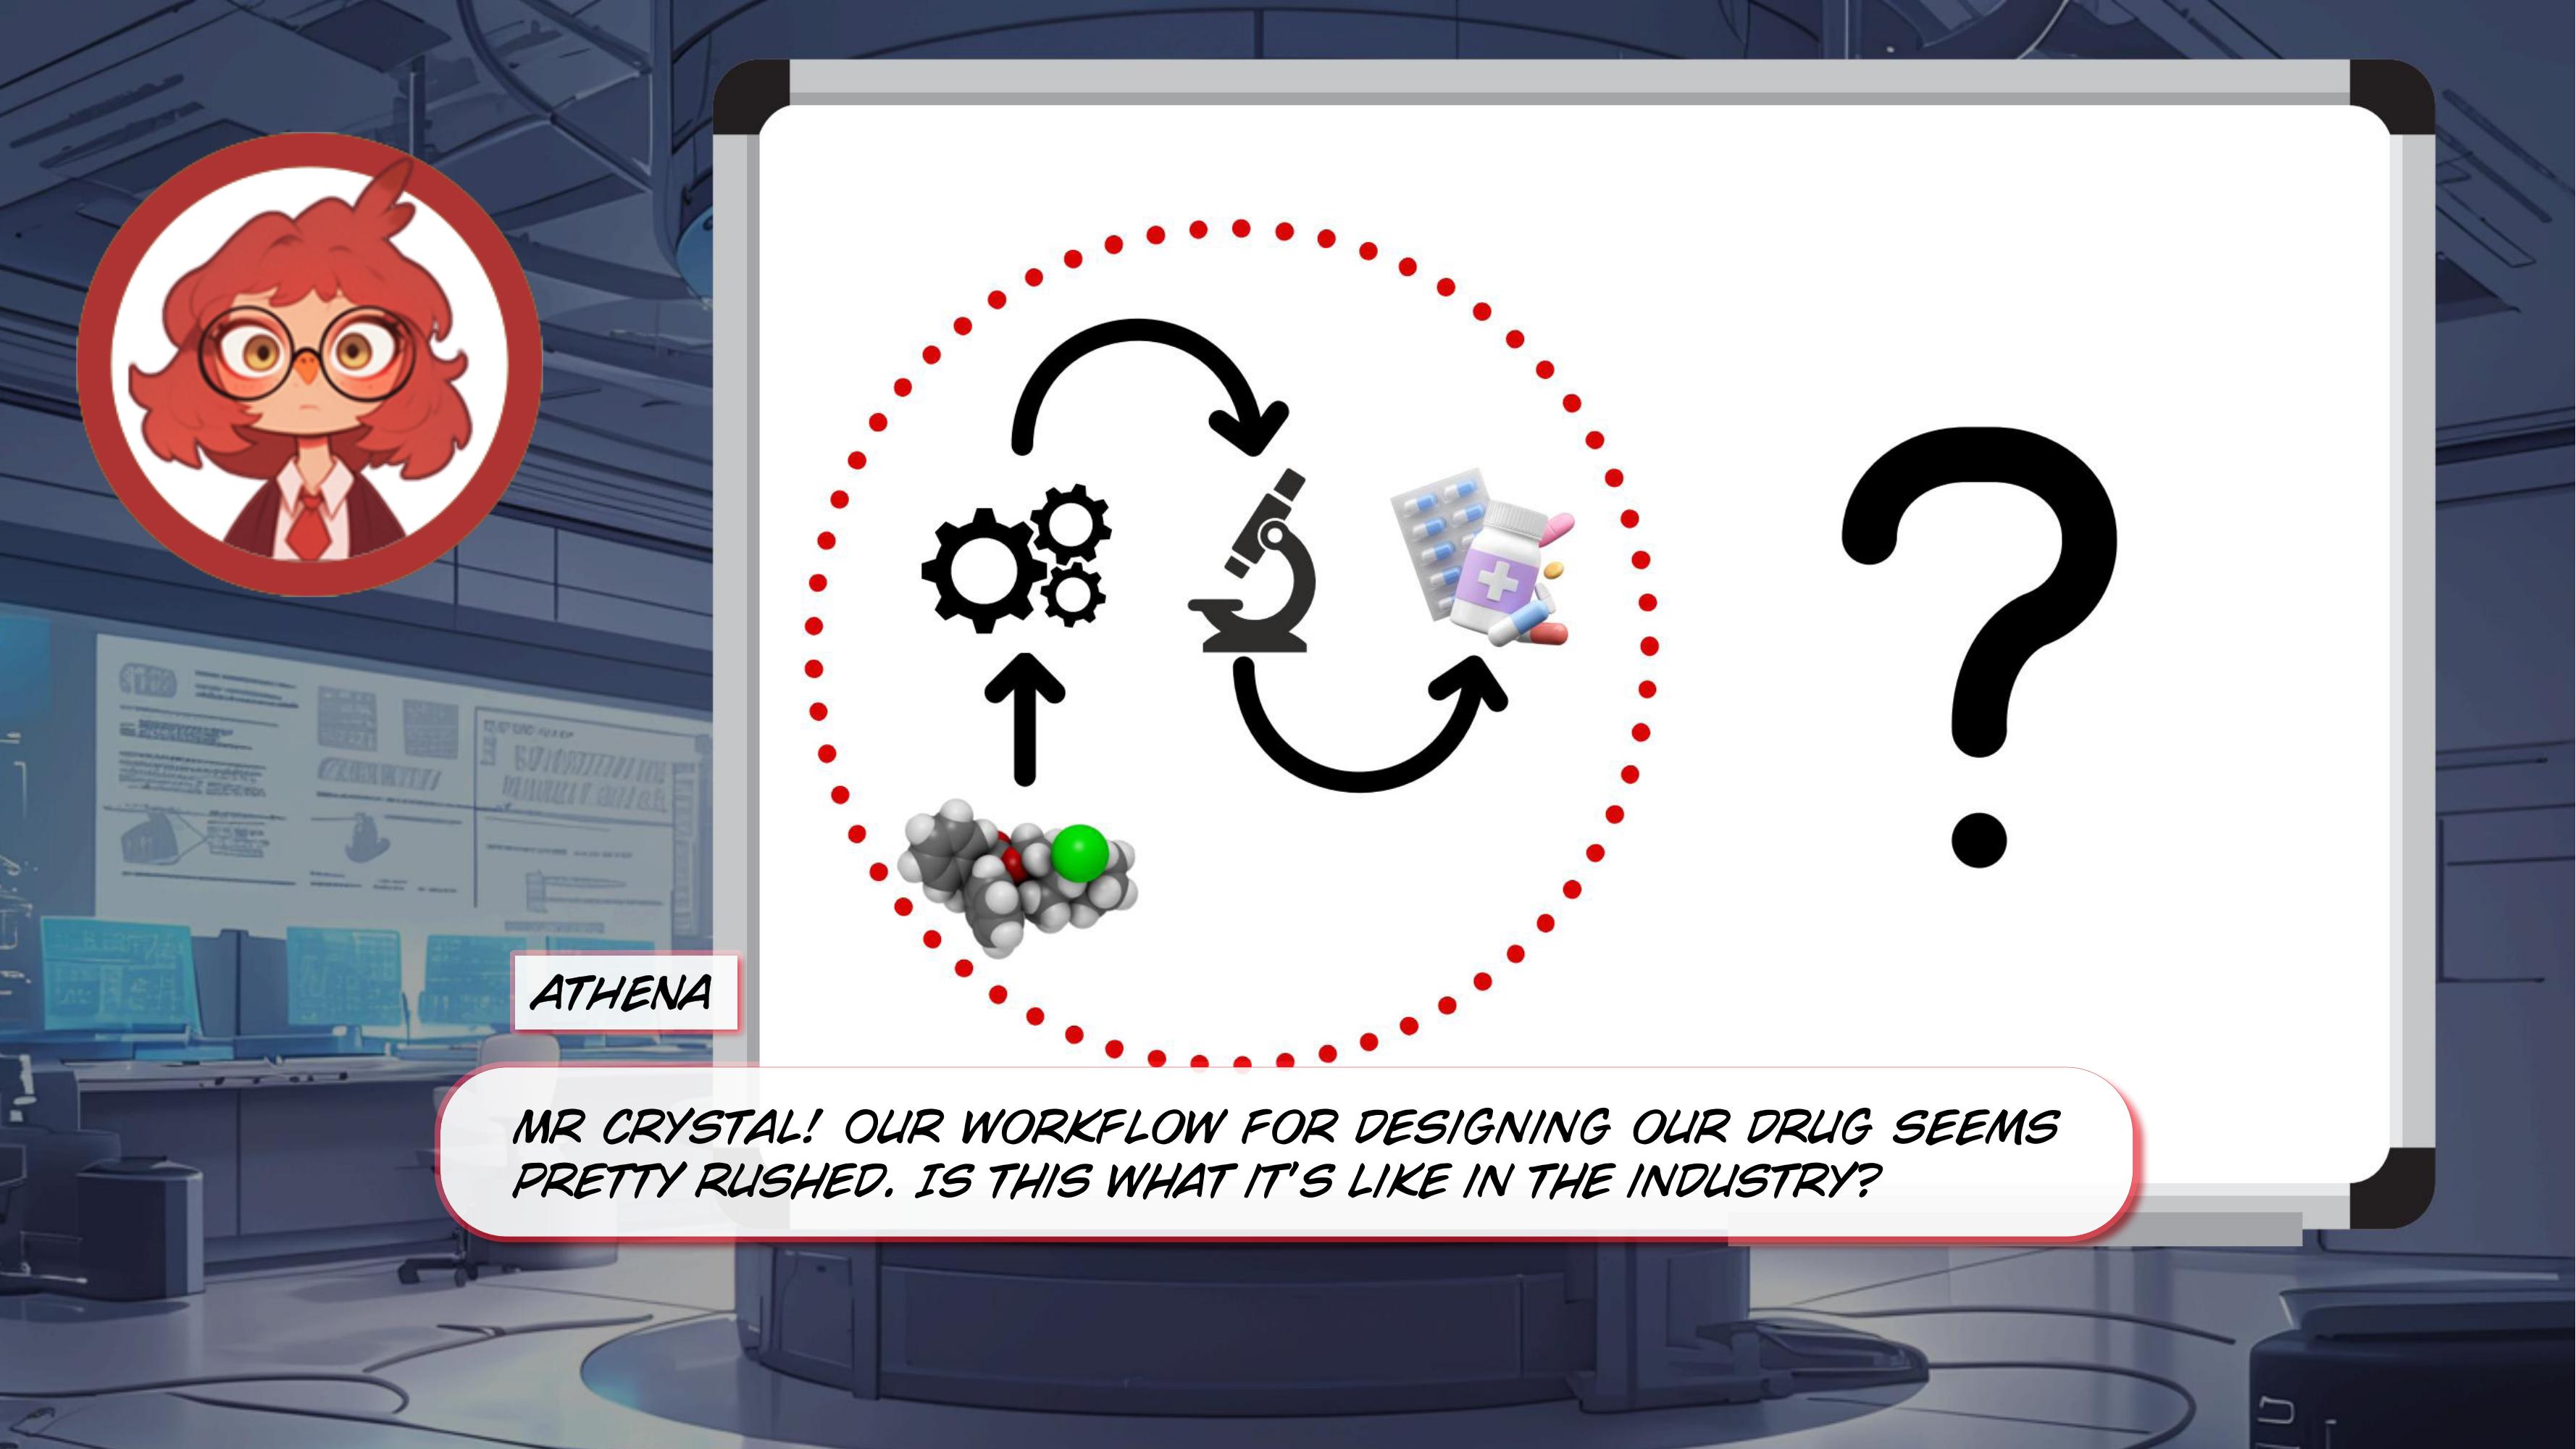 ATHENA
MR CRYSTAL! OUR WORKFLOW FOR DESIGNING OUR DRUG SEEMS
PRETTY RUSHED. IS THIS WHAT IT'S LIKE IN THE INDUSTRY?